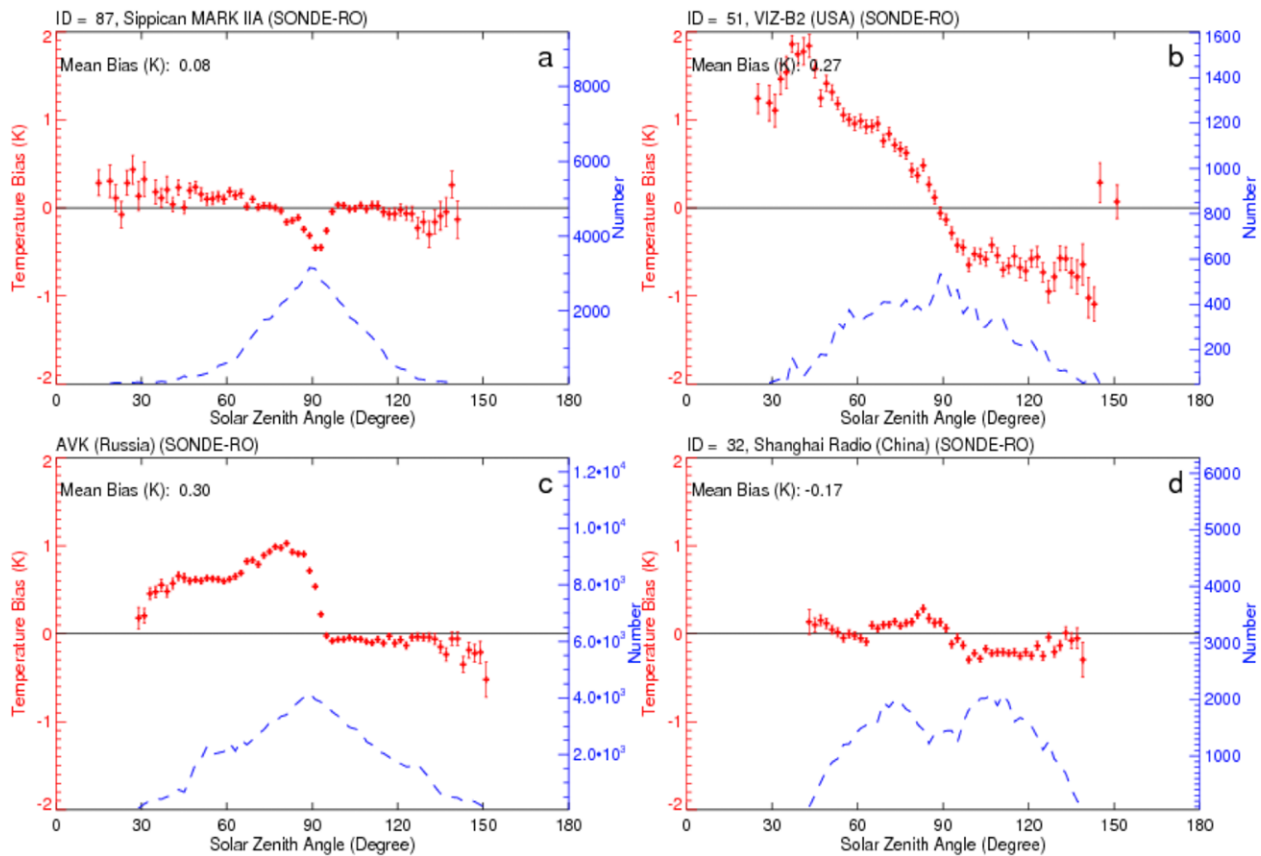 ID = 87, Sippican MARK IIA (SONDE-RO)
Mean Bias (K): 0.08
a
Temperature Bias (K)
2
1
0
-1
-2
8000
6000
4000
2000
Number
0 30 60 90 120 150 180
Solar Zenith Angle (Degree)
ID = 51, VIZ-B2 (USA) (SONDE-RO)
Mean Bias (K): 0.27
b
Temperature Bias (K)
2
1
0
-1
-2
1600
1400
1200
1000
800
600
400
200
Number
0 30 60 90 120 150 180
Solar Zenith Angle (Degree)
AVK (Russia) (SONDE-RO)
Mean Bias (K): 0.30
c
Temperature Bias (K)
2
1
0
-1
-2
1.2•10⁴
1.0•10⁴
8.0•10³
6.0•10³
4.0•10³
2.0•10³
Number
0 30 60 90 120 150 180
Solar Zenith Angle (Degree)
ID = 32, Shanghai Radio (China) (SONDE-RO)
Mean Bias (K): -0.17
d
Temperature Bias (K)
2
1
0
-1
-2
6000
5000
4000
3000
2000
1000
Number
0 30 60 90 120 150 180
Solar Zenith Angle (Degree)